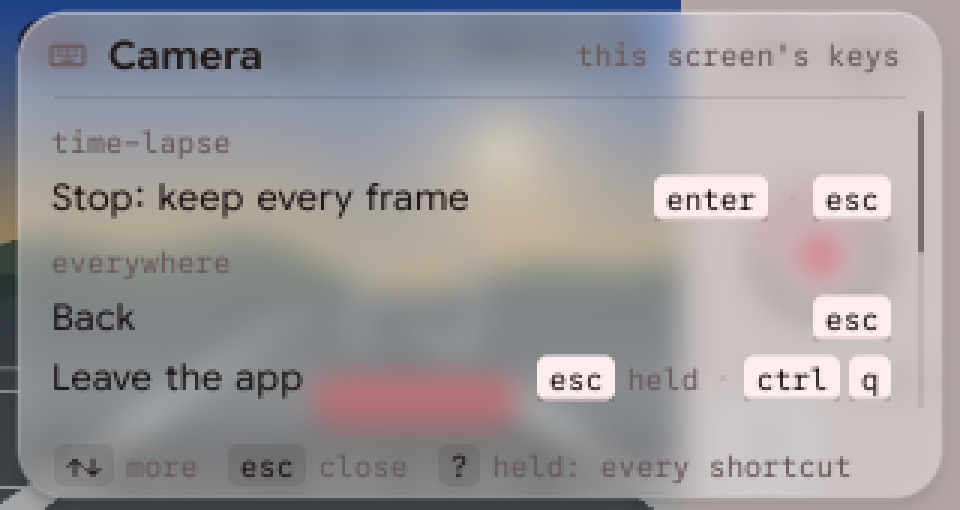 Camera this screen's keys
time-lapse
Stop: keep every frame enter · esc
everywhere
Back esc
Leave the app esc held · ctrl q
↑↓ more esc close ? held: every shortcut